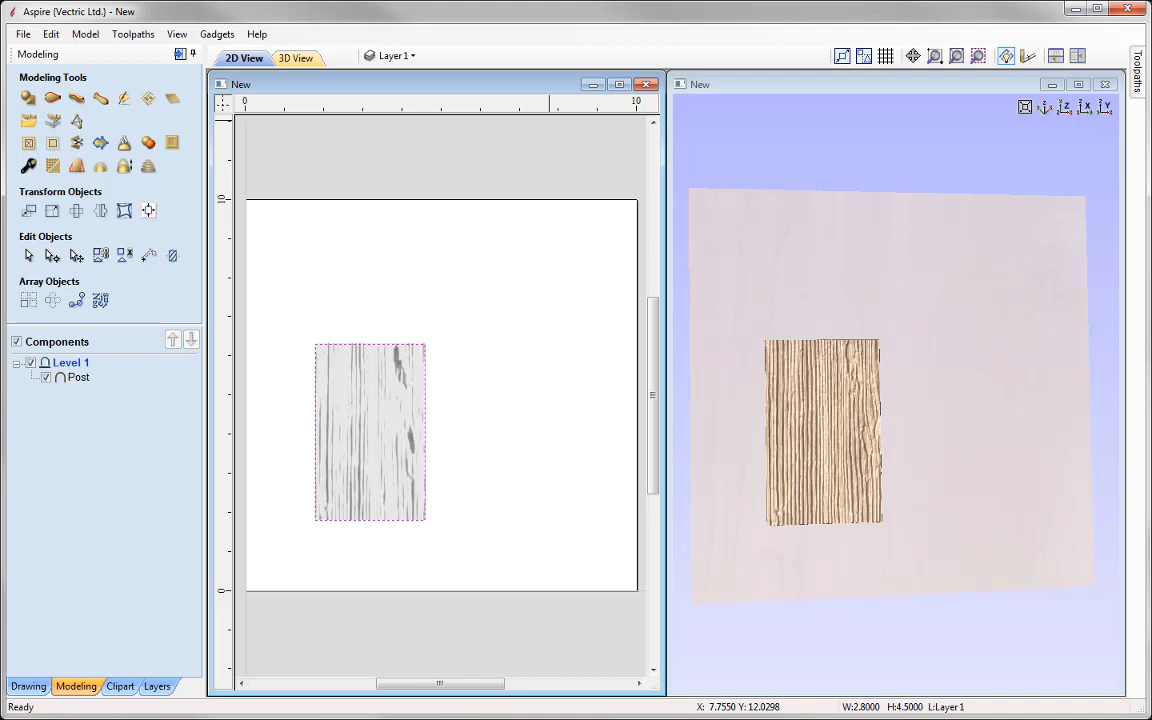 Aspire {Vectric Ltd.} - New
File Edit Model Toolpaths View Gadgets Help
Modeling
2D View
3D View
Layer 1
Toolpaths
Modeling Tools
New
New
0
10
10
0
Z
X
Y
Transform Objects
Edit Objects
Array Objects
Components
Level 1
Post
Drawing Modeling Clipart Layers
Ready
X: 7.7550 Y: 12.0298
W:2.8000 H:4.5000 L:Layer 1